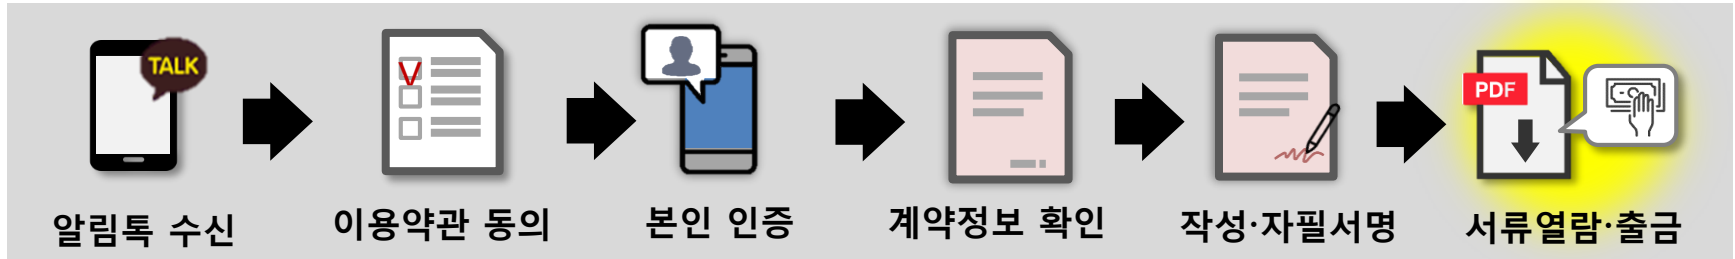 TALK
V
PDF
알림톡 수신
이용약관 동의
본인 인증
계약정보 확인
작성·자필서명
서류열람·출금